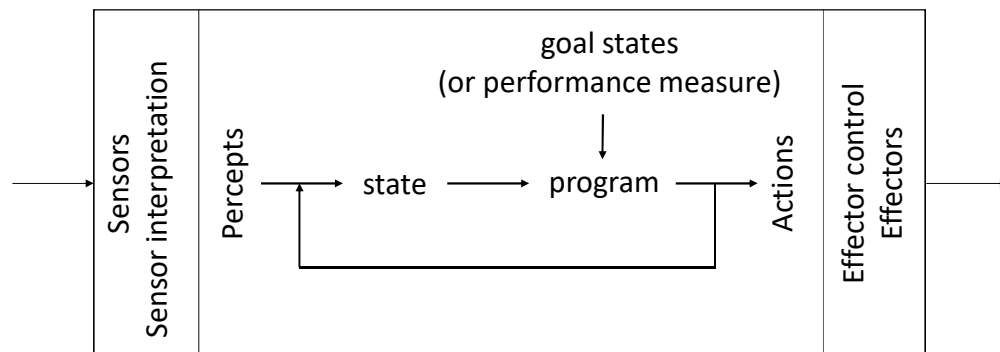 Sensors
Sensor interpretation
Percepts
goal states
(or performance measure)
state
program
Actions
Effector control
Effectors